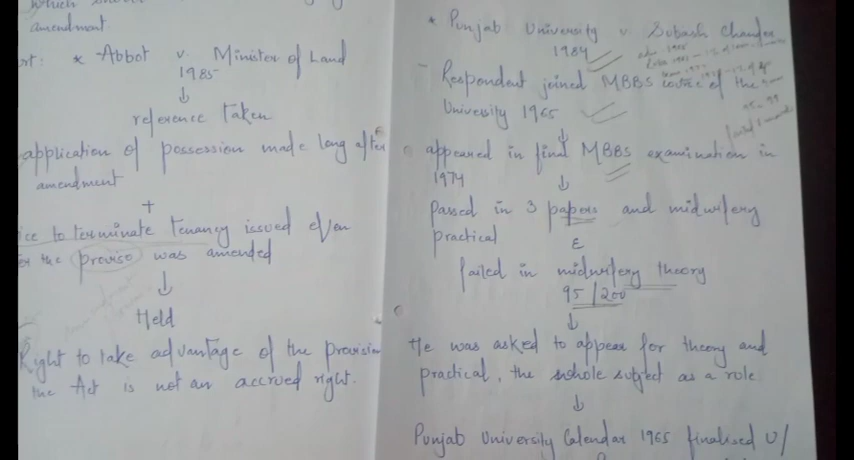 amendment.
* Abbot v. Minister of Land
1985
↓
reference taken
application of possession made long after
amendment
+
to terminate tenancy issued even
the proviso was amended
↓
Held
Right to take advantage of the provision
the Act is not an accrued right.
* Punjab University v. Subash Chander
1984
- Respondent joined MBBS course of the
University 1965
↓
appeared in final MBBS examination in
1974
↓
passed in 3 papers and midwifery
practical
&
failed in midwifery theory
95/200
↓
He was asked to appear for theory and
practical, the whole subject as a role
↓
Punjab University Calendar 1965 finalised U/